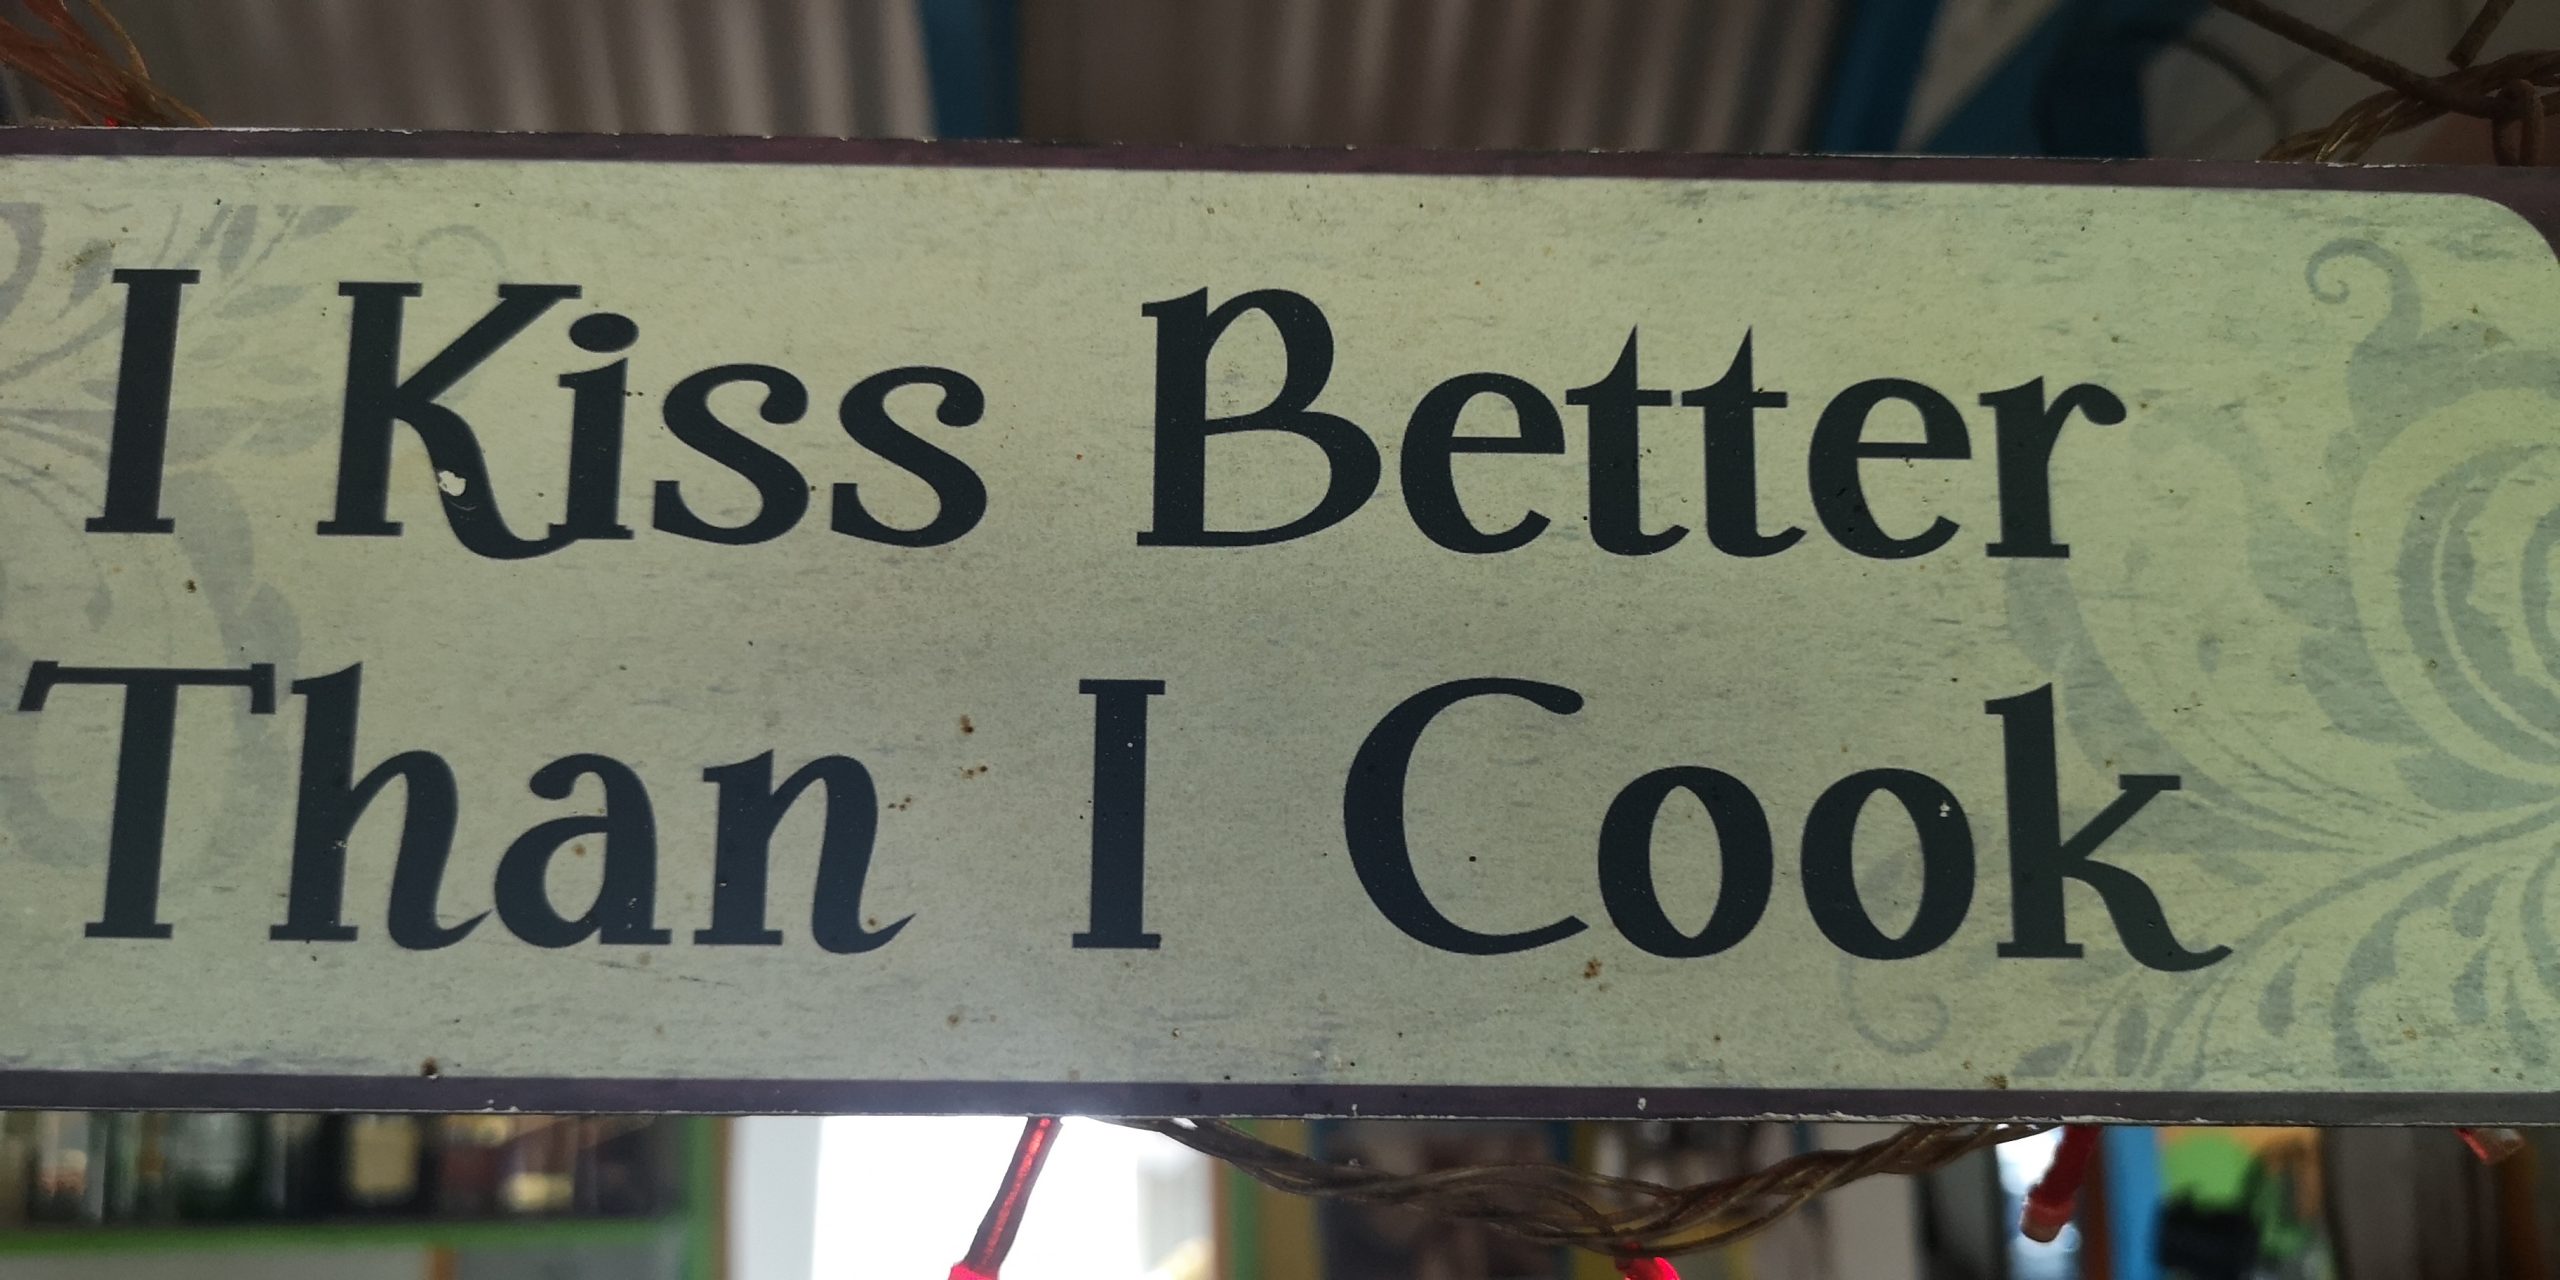 I Kiss Better
Than I Cook